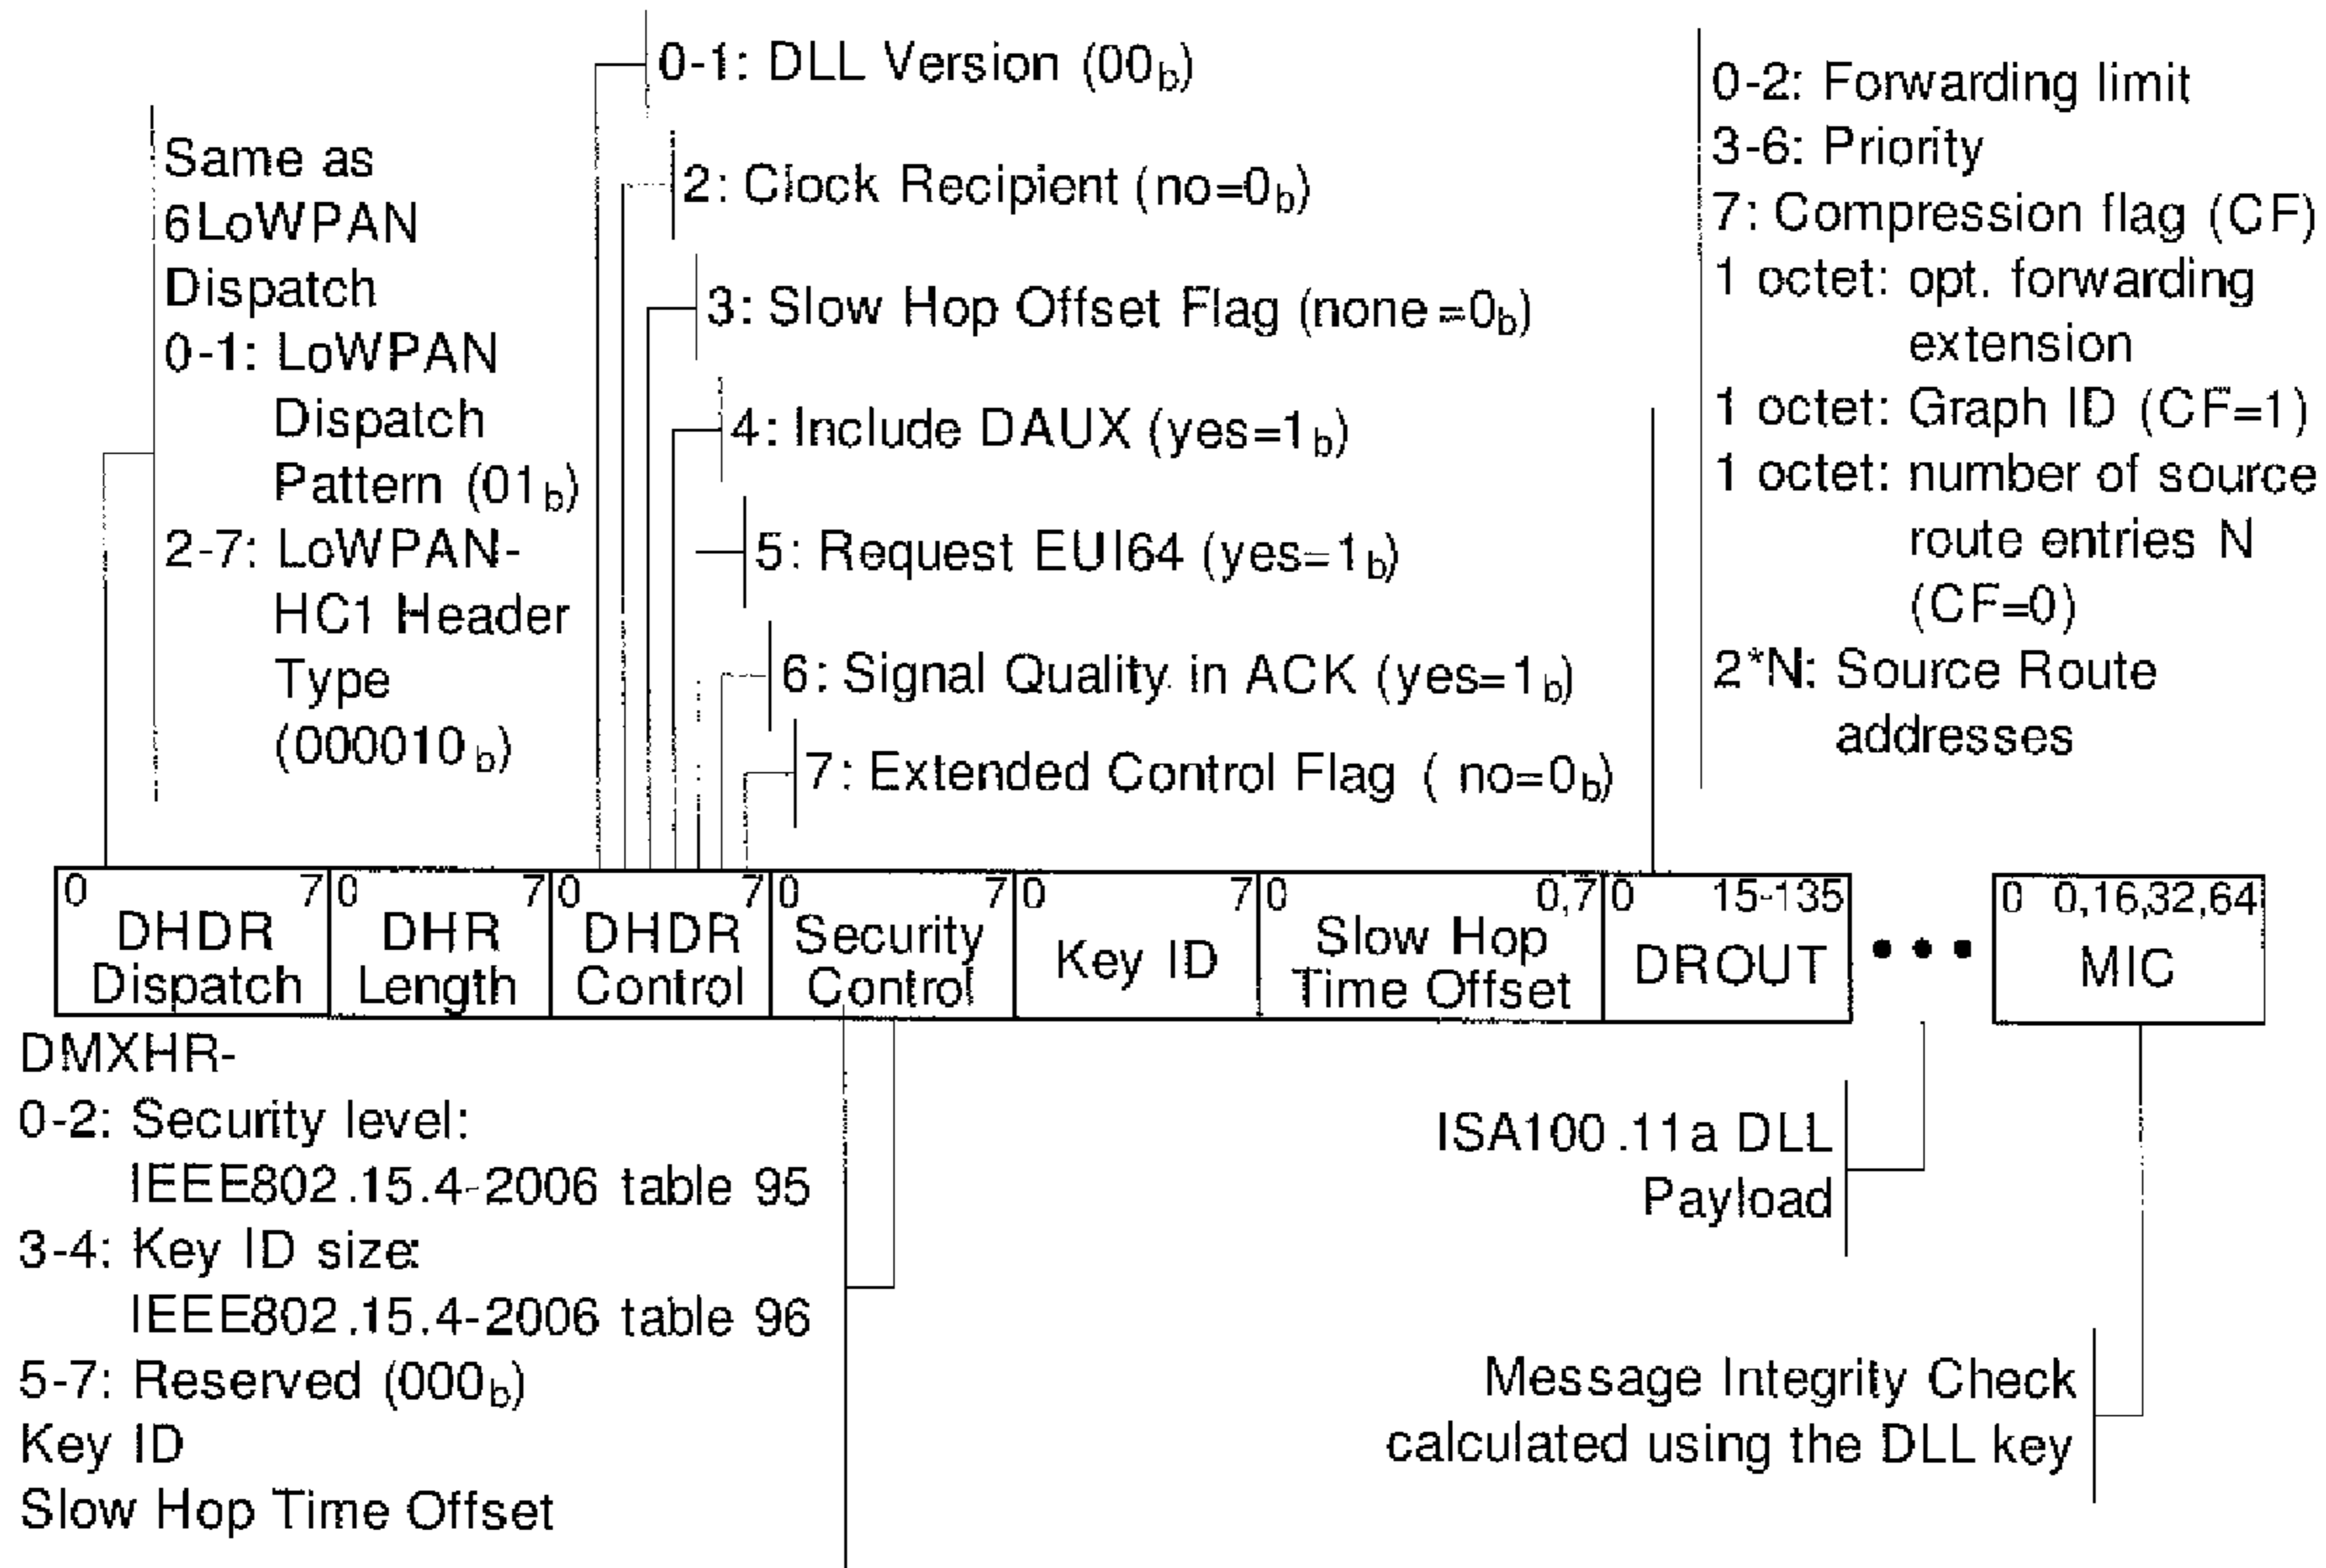 0-1: DLL Version (00b)
2: Clock Recipient (no=0b)
3: Slow Hop Offset Flag (none=0b)
4: Include DAUX (yes=1b)
5: Request EUI64 (yes=1b)
6: Signal Quality in ACK (yes=1b)
7: Extended Control Flag ( no=0b)
Same as
6LoWPAN
Dispatch
0-1: LoWPAN
Dispatch
Pattern (01b)
2-7: LoWPAN-
HC1 Header
Type
(000010b)
0-2: Forwarding limit
3-6: Priority
7: Compression flag (CF)
1 octet: opt. forwarding
extension
1 octet: Graph ID (CF=1)
1 octet: number of source
route entries N
(CF=0)
2*N: Source Route
addresses
0 7 0 7 0 7 0 7 0 7 0 0,7 0 15-135 0 0,16,32,64
DHDR
Dispatch
DHR
Length
DHDR
Control
Security
Control
Key ID
Slow Hop
Time Offset
DROUT
•••
MIC
DMXHR-
0-2: Security level:
IEEE802.15.4-2006 table 95
3-4: Key ID size:
IEEE802.15.4-2006 table 96
5-7: Reserved (000b)
Key ID
Slow Hop Time Offset
ISA100.11a DLL
Payload
Message Integrity Check
calculated using the DLL key